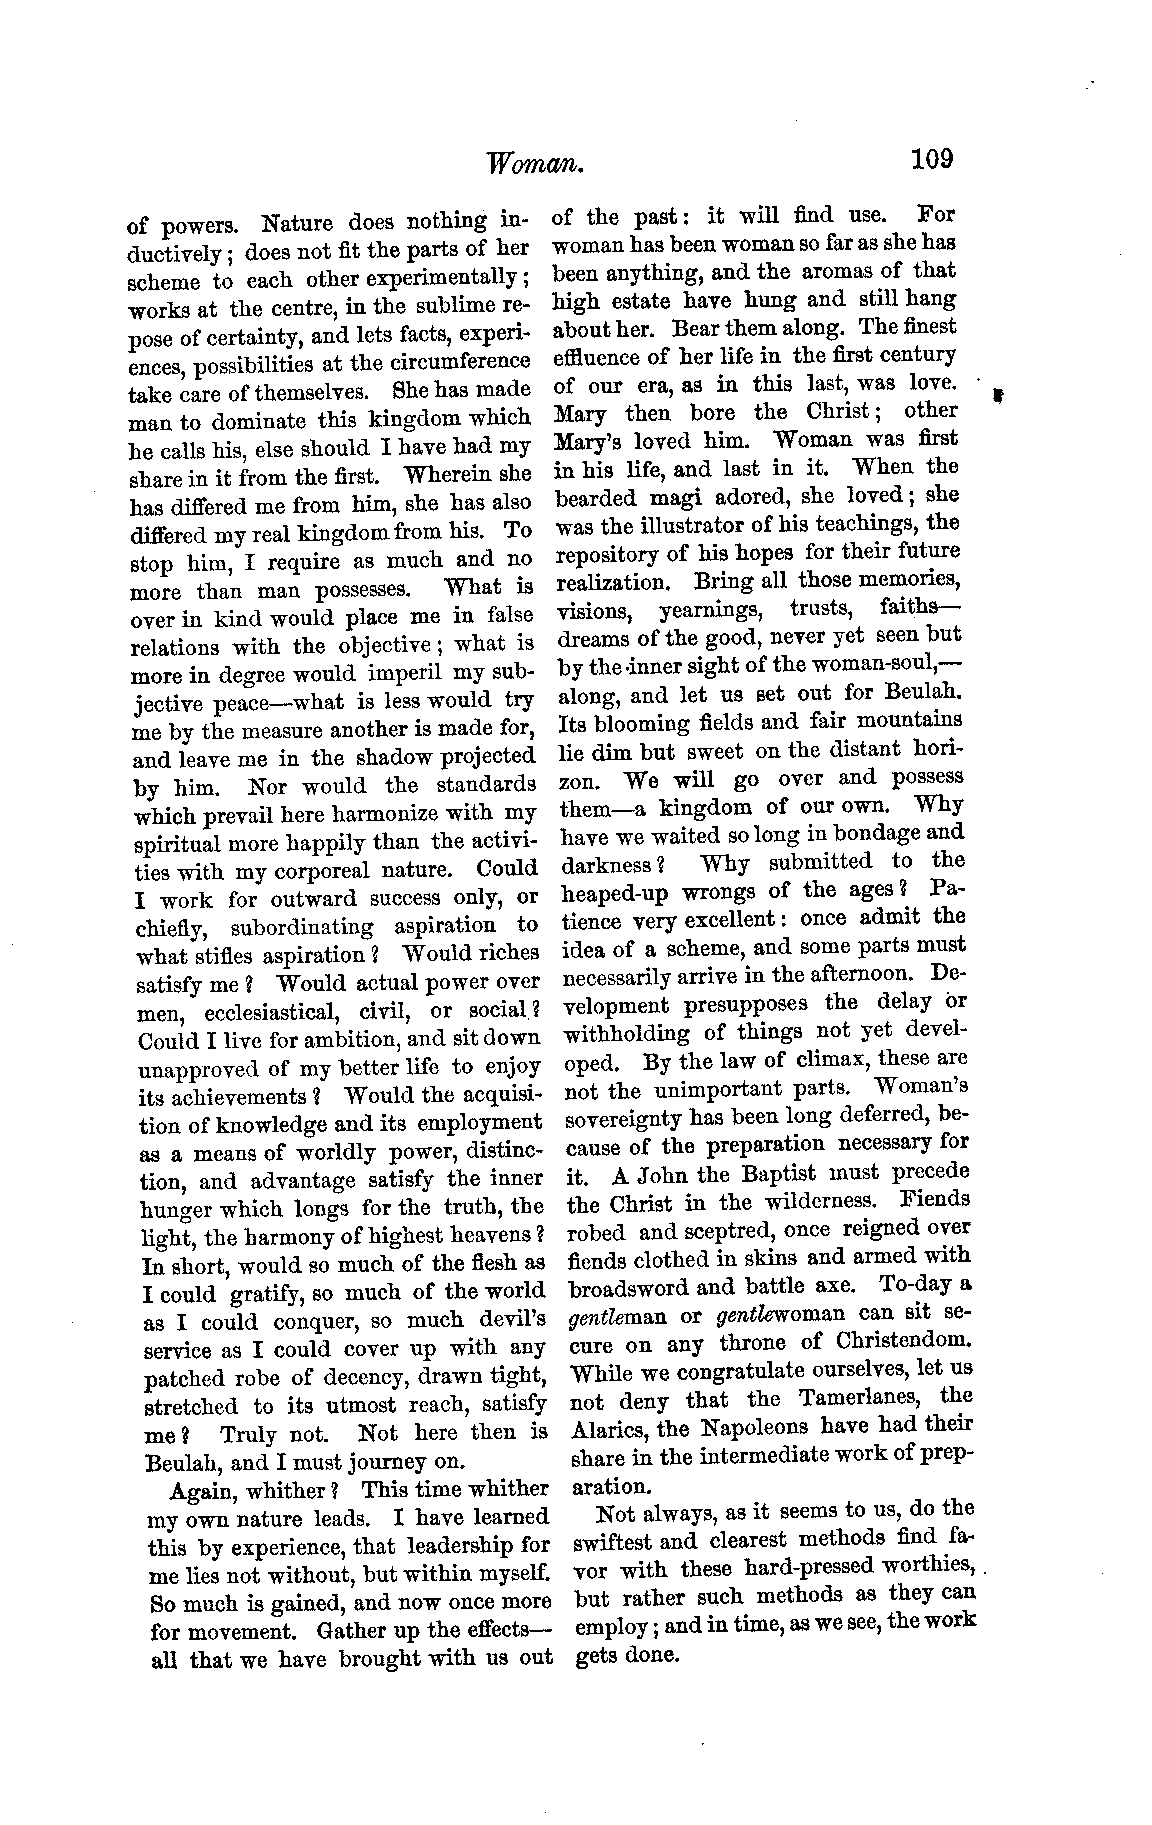 Woman. 109
of powers. Nature does nothing in-
ductively; does not fit the parts of her
scheme to each other experimentally;
works at the centre, in the sublime re-
pose of certainty, and lets facts, experi-
ences, possibilities at the circumference
take care of themselves. She has made
man to dominate this kingdom which
he calls his, else should I have had my
share in it from the first. Wherein she
has differed me from him, she has also
differed my real kingdom from his. To
stop him, I require as much and no
more than man possesses. What is
over in kind would place me in false
relations with the objective; what is
more in degree would imperil my sub-
jective peace—what is less would try
me by the measure another is made for,
and leave me in the shadow projected
by him. Nor would the standards
which prevail here harmonize with my
spiritual more happily than the activi-
ties with my corporeal nature. Could
I work for outward success only, or
chiefly, subordinating aspiration to
what stifles aspiration? Would riches
satisfy me? Would actual power over
men, ecclesiastical, civil, or social?
Could I live for ambition, and sit down
unapproved of my better life to enjoy
its achievements? Would the acquisi-
tion of knowledge and its employment
as a means of worldly power, distinc-
tion, and advantage satisfy the inner
hunger which longs for the truth, the
light, the harmony of highest heavens?
In short, would so much of the flesh as
I could gratify, so much of the world
as I could conquer, so much devil's
service as I could cover up with any
patched robe of decency, drawn tight,
stretched to its utmost reach, satisfy
me? Truly not. Not here then is
Beulah, and I must journey on.
Again, whither? This time whither
my own nature leads. I have learned
this by experience, that leadership for
me lies not without, but within myself.
So much is gained, and now once more
for movement. Gather up the effects—
all that we have brought with us out
of the past: it will find use. For
woman has been woman so far as she has
been anything, and the aromas of that
high estate have hung and still hang
about her. Bear them along. The finest
effluence of her life in the first century
of our era, as in this last, was love.
Mary then bore the Christ; other
Mary's loved him. Woman was first
in his life, and last in it. When the
bearded magi adored, she loved; she
was the illustrator of his teachings, the
repository of his hopes for their future
realization. Bring all those memories,
visions, yearnings, trusts, faiths—
dreams of the good, never yet seen but
by the inner sight of the woman-soul,—
along, and let us set out for Beulah.
Its blooming fields and fair mountains
lie dim but sweet on the distant hori-
zon. We will go over and possess
them—a kingdom of our own. Why
have we waited so long in bondage and
darkness? Why submitted to the
heaped-up wrongs of the ages? Pa-
tience very excellent: once admit the
idea of a scheme, and some parts must
necessarily arrive in the afternoon. De-
velopment presupposes the delay or
withholding of things not yet devel-
oped. By the law of climax, these are
not the unimportant parts. Woman's
sovereignty has been long deferred, be-
cause of the preparation necessary for
it. A John the Baptist must precede
the Christ in the wilderness. Fiends
robed and sceptred, once reigned over
fiends clothed in skins and armed with
broadsword and battle axe. To-day a
gentleman or gentlewoman can sit se-
cure on any throne of Christendom.
While we congratulate ourselves, let us
not deny that the Tamerlanes, the
Alarics, the Napoleons have had their
share in the intermediate work of prep-
aration.
Not always, as it seems to us, do the
swiftest and clearest methods find fa-
vor with these hard-pressed worthies,
but rather such methods as they can
employ; and in time, as we see, the work
gets done.